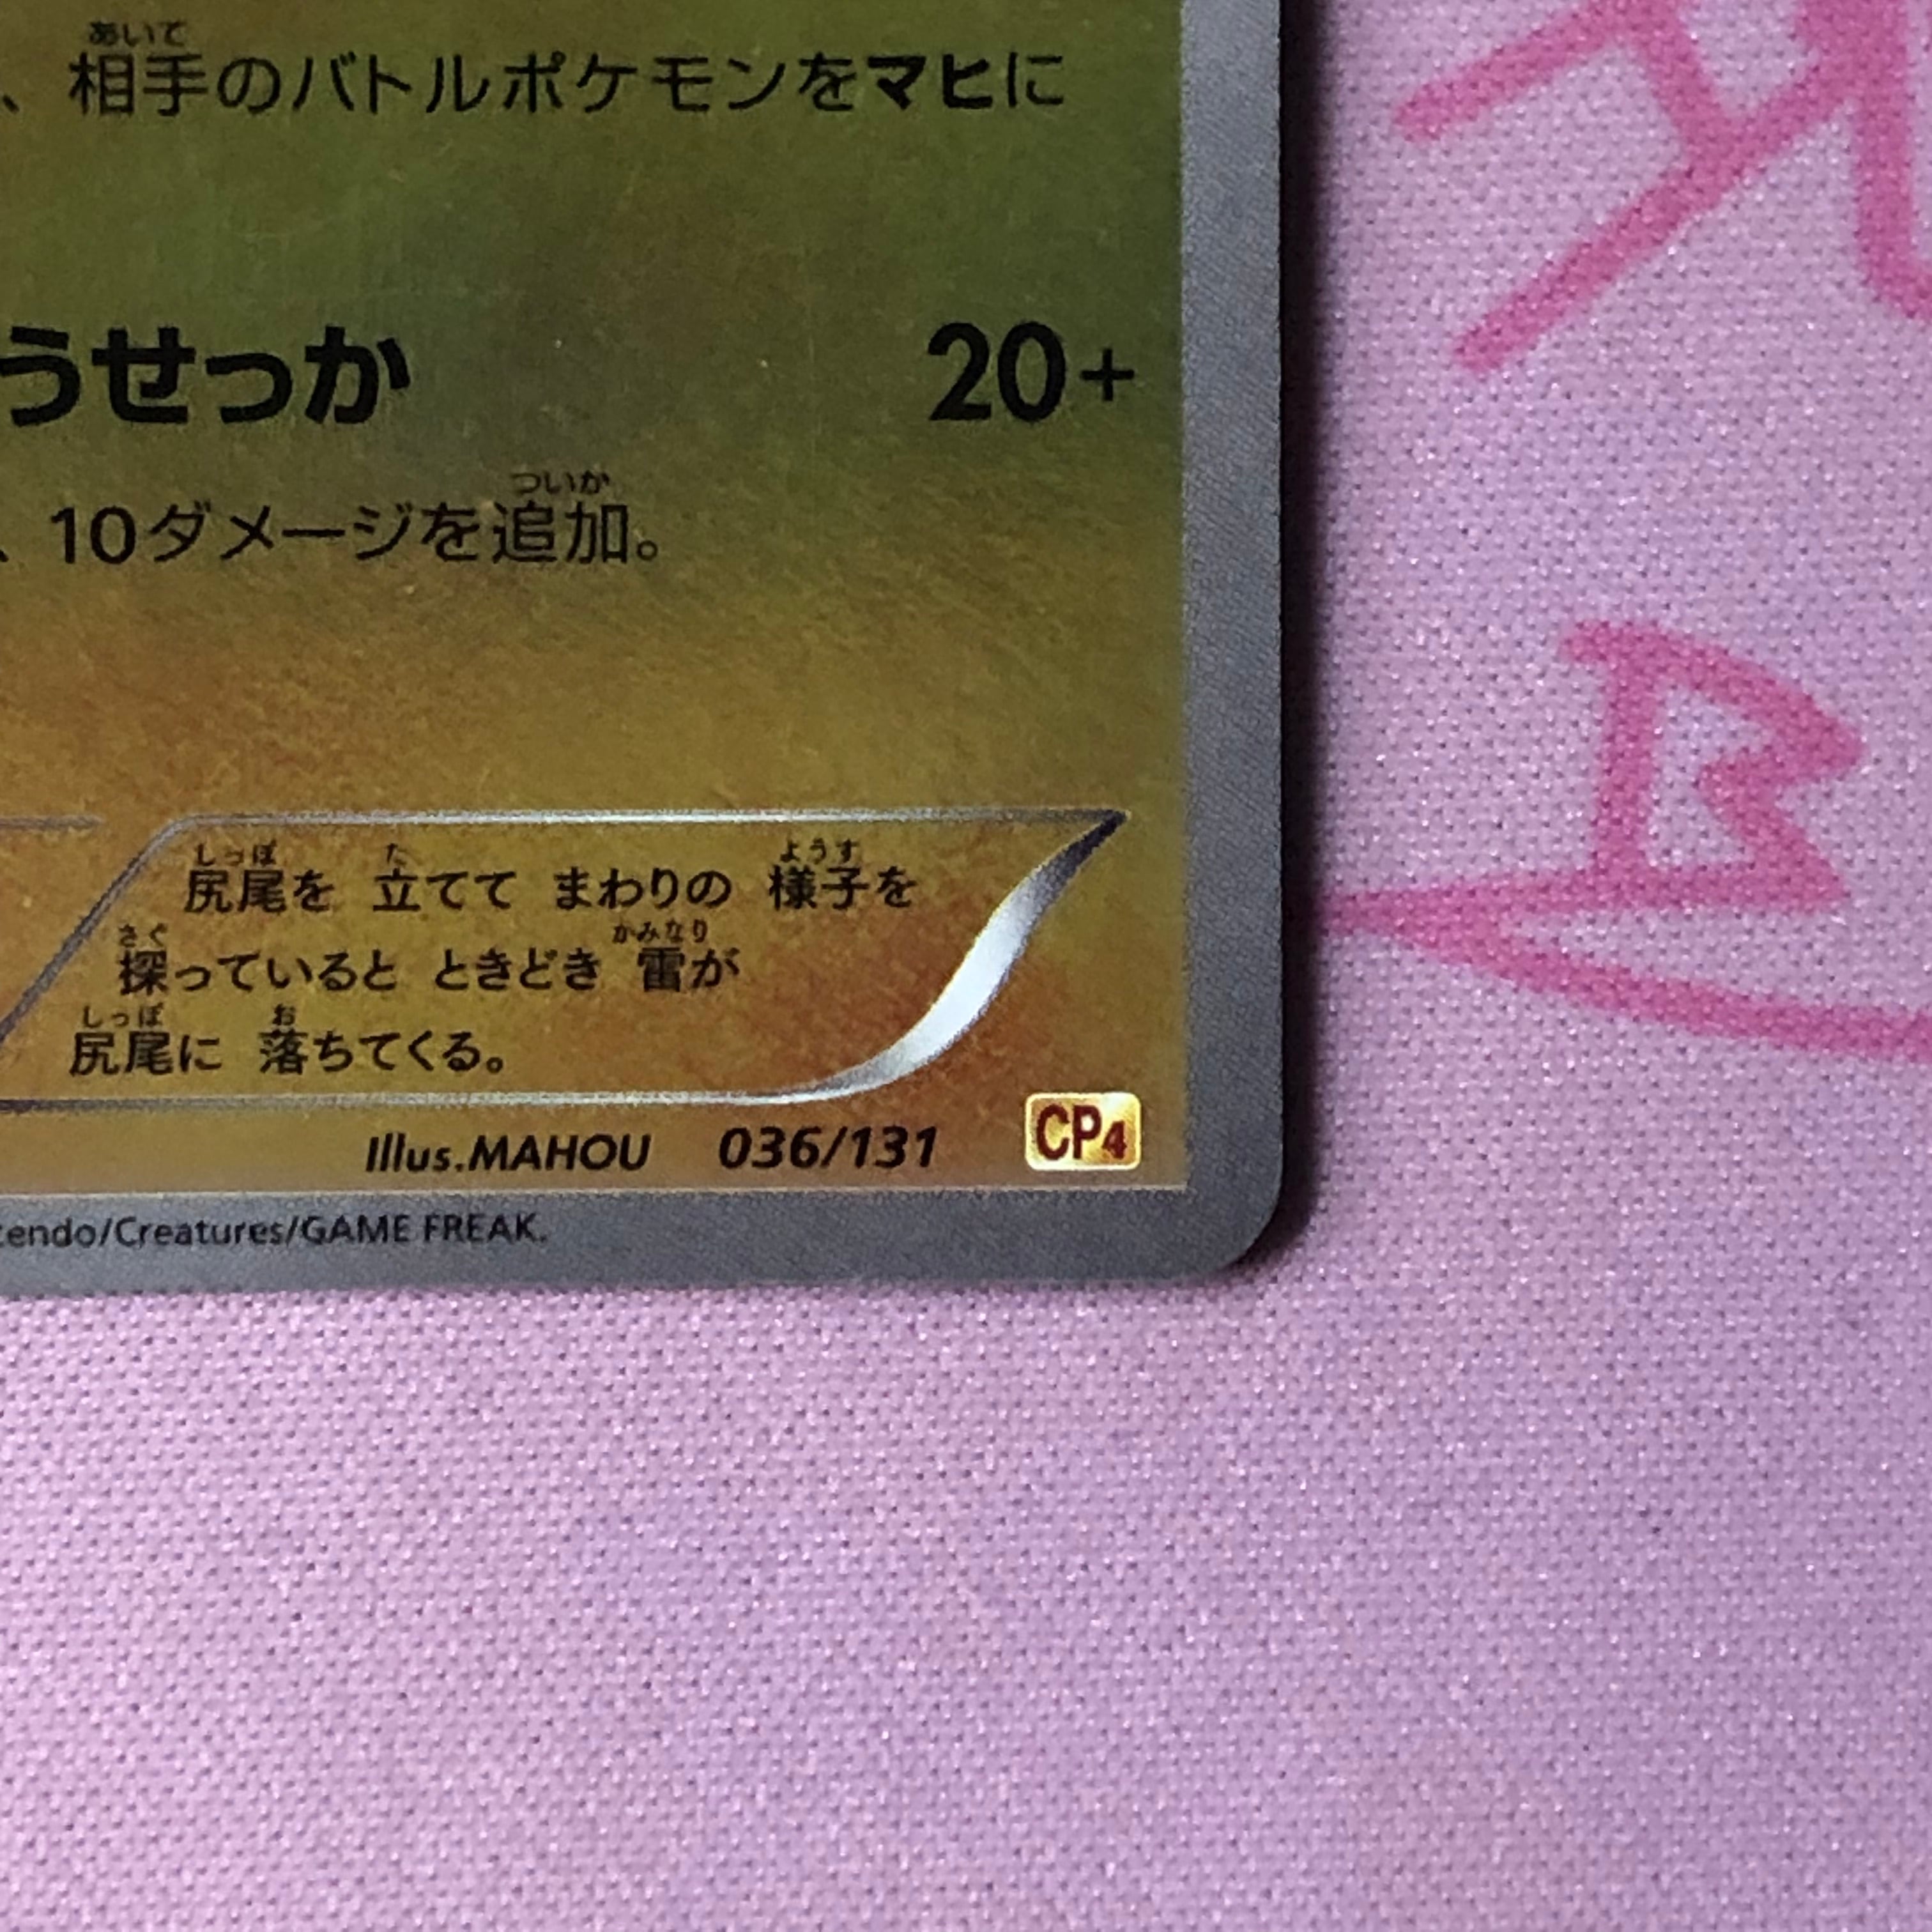 、相手のバトルポケモンをマヒに
うせっか 20+
、10ダメージを追加。
尻尾を 立てて まわりの 様子を
探っていると ときどき 雷が
尻尾に 落ちてくる。
Illus.MAHOU 036/131 CP4
tendo/Creatures/GAME FREAK.